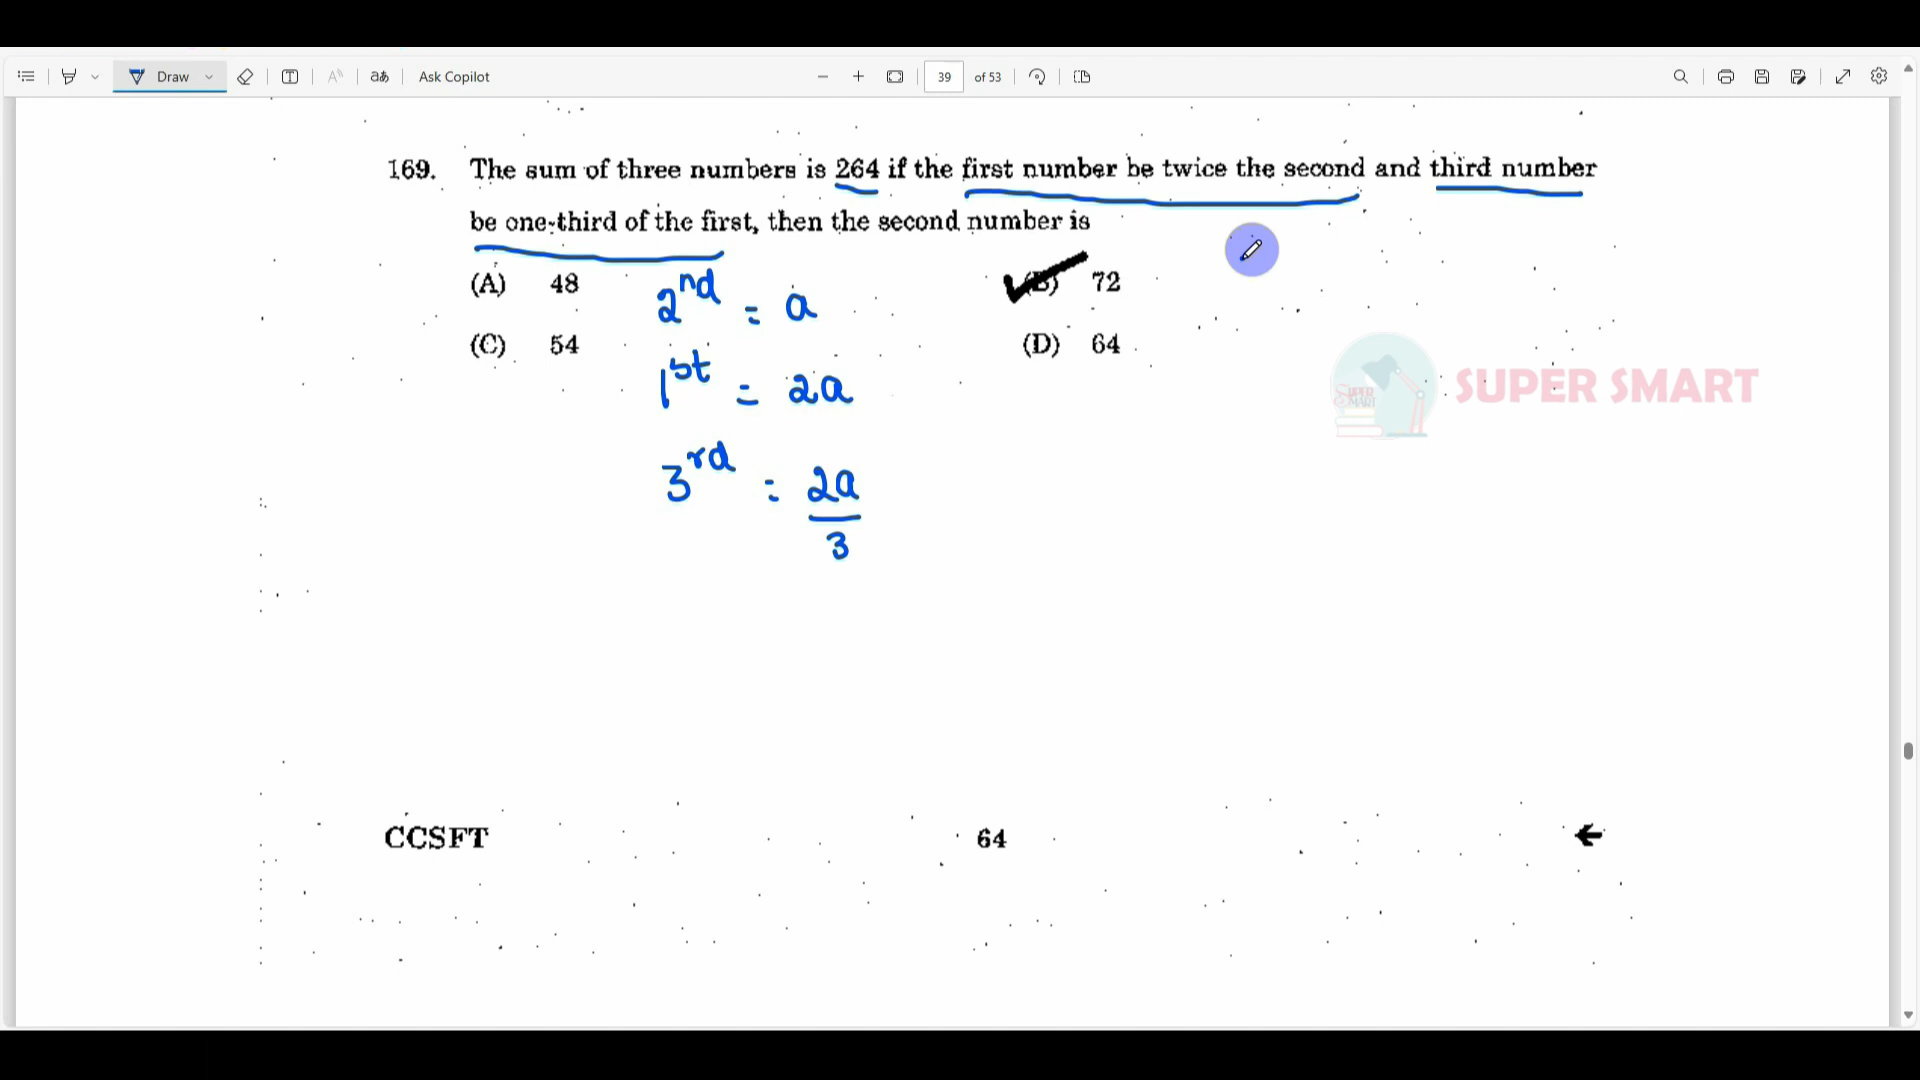 Draw
Ask Copilot
39 of 53
169. The sum of three numbers is 264 if the first number be twice the second and third number
be one-third of the first, then the second number is
(A) 48
(B) 72
(C) 54
(D) 64
2nd = a
1st = 2a
3rd = 2a
3
SUPER SMART
SUPER SMART
CCSFT
64